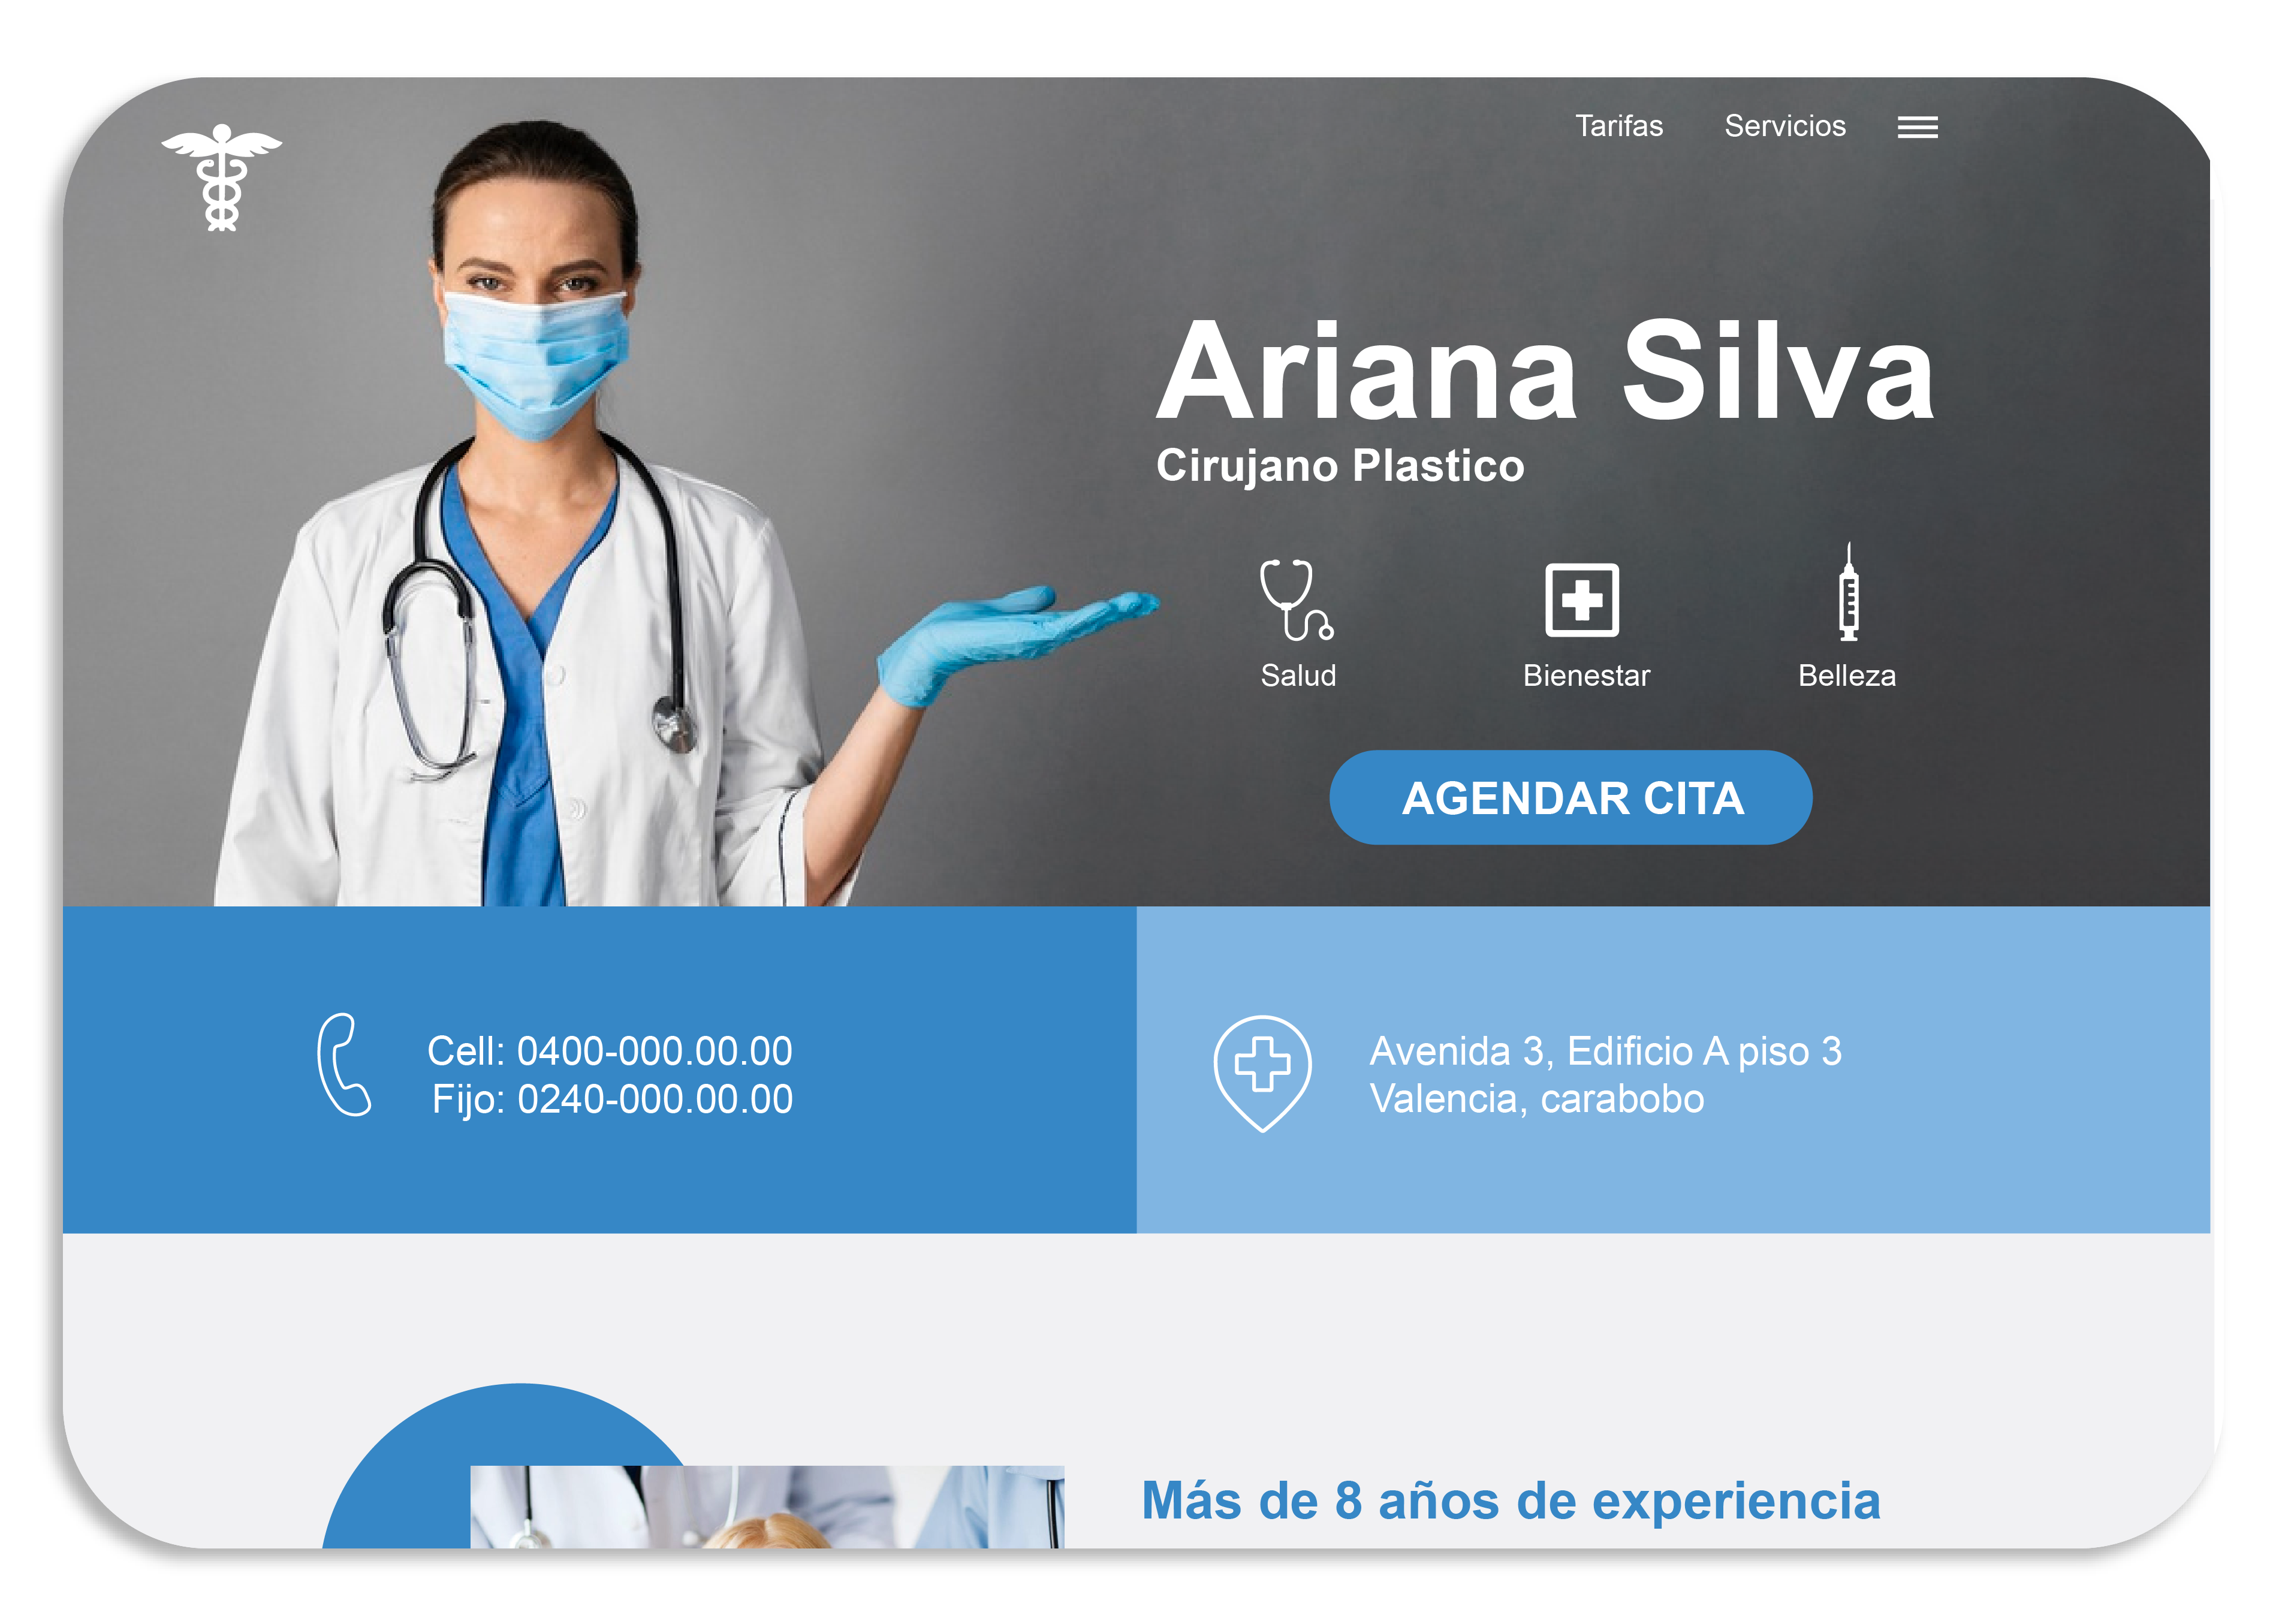 Tarifas Servicios
Ariana Silva
Cirujano Plastico
Salud Bienestar Belleza
AGENDAR CITA
Cell: 0400-000.00.00
Fijo: 0240-000.00.00
Avenida 3, Edificio A piso 3
Valencia, carabobo
Más de 8 años de experiencia